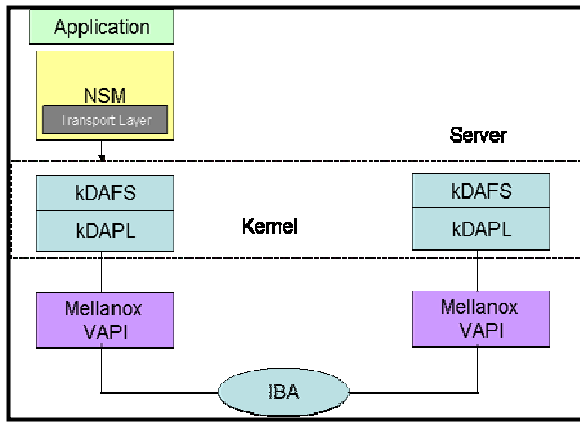 Application
NSM
Transport Layer
Server
kDAFS
kDAFS
kDAPL
Kernel
kDAPL
Mellanox
VAPI
Mellanox
VAPI
IBA